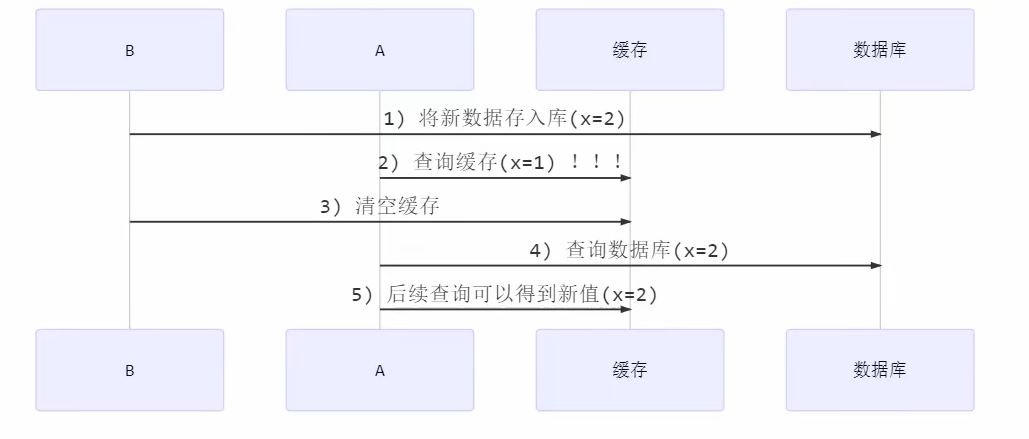 B A 缓存 数据库
1) 将新数据存入库(x=2)
2) 查询缓存(x=1) ！！！
3) 清空缓存
4) 查询数据库(x=2)
5) 后续查询可以得到新值(x=2)
B A 缓存 数据库